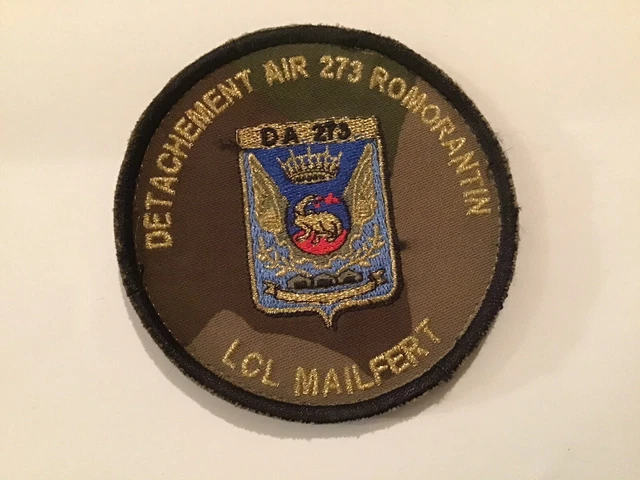 DETACHEMENT AIR 273 ROMORANTIN
DA 273
LCL MAILFERT